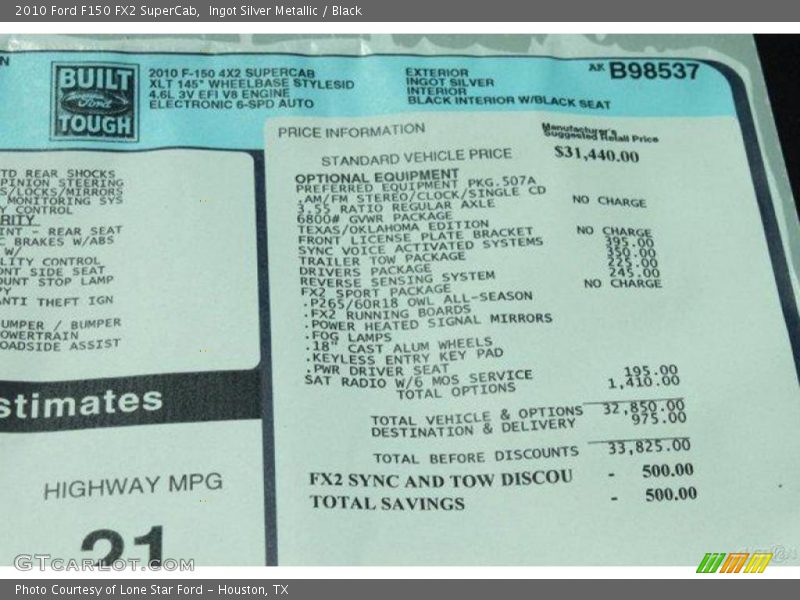 2010 Ford F150 FX2 SuperCab,  Ingot Silver Metallic / Black
BUILT
Ford
TOUGH
2010 F-150 4X2 SUPERCAB
XLT 145" WHEELBASE STYLESID
4.6L 3V EFI V8 ENGINE
ELECTRONIC 6-SPD AUTO
EXTERIOR
INGOT SILVER
INTERIOR
BLACK INTERIOR W/BLACK SEAT
AK B98537
TD REAR SHOCKS
PINION STEERING
S/LOCKS/MIRRORS
MONITORING SYS
Y CONTROL
RITY
INT - REAR SEAT
C BRAKES W/ABS
W/
LITY CONTROL
ONT SIDE SEAT
OUNT STOP LAMP
PY
ANTI THEFT IGN
UMPER / BUMPER
OWERTRAIN
OADSIDE ASSIST
stimates
HIGHWAY MPG
21
PRICE INFORMATION
Manufacturer's
Suggested Retail Price
STANDARD VEHICLE PRICE $31,440.00
OPTIONAL EQUIPMENT
PREFERRED EQUIPMENT PKG.507A
.AM/FM STEREO/CLOCK/SINGLE CD
3.55 RATIO REGULAR AXLE NO CHARGE
6800# GVWR PACKAGE
TEXAS/OKLAHOMA EDITION
FRONT LICENSE PLATE BRACKET NO CHARGE
SYNC VOICE ACTIVATED SYSTEMS 395.00
TRAILER TOW PACKAGE 350.00
DRIVERS PACKAGE 225.00
REVERSE SENSING SYSTEM 245.00
FX2 SPORT PACKAGE NO CHARGE
.P265/60R18 OWL ALL-SEASON
.FX2 RUNNING BOARDS
.POWER HEATED SIGNAL MIRRORS
.FOG LAMPS
.18" CAST ALUM WHEELS
.KEYLESS ENTRY KEY PAD
.PWR DRIVER SEAT
SAT RADIO W/6 MOS SERVICE 195.00
TOTAL OPTIONS 1,410.00
TOTAL VEHICLE & OPTIONS 32,850.00
DESTINATION & DELIVERY 975.00
TOTAL BEFORE DISCOUNTS 33,825.00
FX2 SYNC AND TOW DISCOU - 500.00
TOTAL SAVINGS - 500.00
GTcarlot.com
Photo Courtesy of Lone Star Ford - Houston, TX